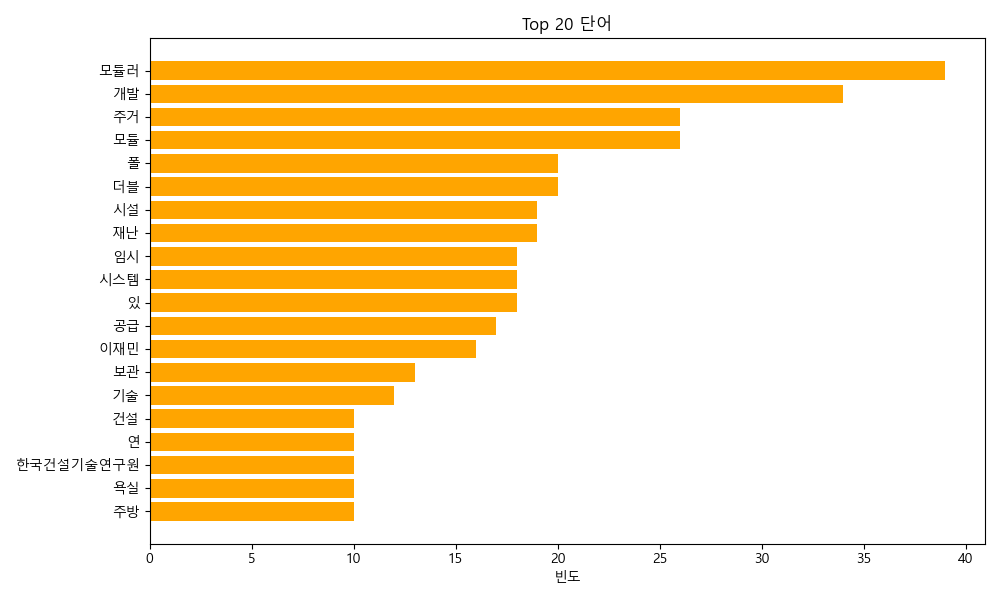 Top 20 단어
모듈러
개발
주거
모듈
폴
더블
시설
재난
임시
시스템
있
공급
이재민
보관
기술
건설
연
한국건설기술연구원
욕실
주방
0 5 10 15 20 25 30 35 40
빈도